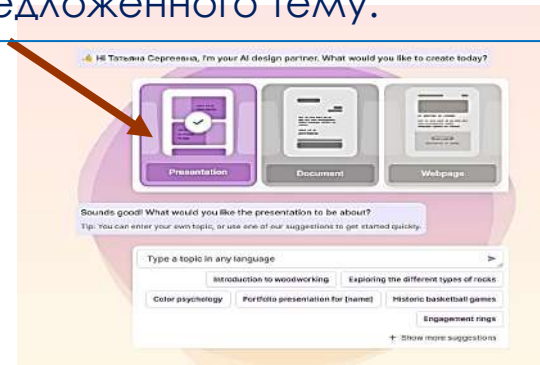 едложенного тему.
👋 Hi Татьяна Сергеевна, I'm your AI design partner. What would you like to create today?
Presentation
Document
Webpage
Sounds good! What would you like the presentation to be about?
Tip: You can enter your own topic, or use one of our suggestions to get started quickly.
Type a topic in any language
Introduction to woodworking
Exploring the different types of rocks
Color psychology
Portfolio presentation for [name]
Historic basketball games
Engagement rings
+ Show more suggestions